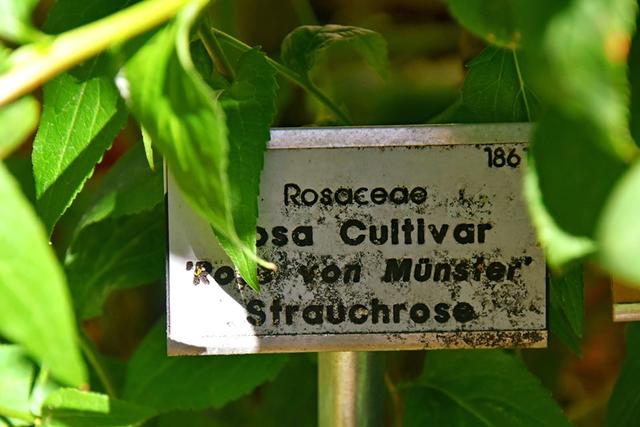 186
Rosaceae
osa Cultivar
von Münster'
Strauchrose